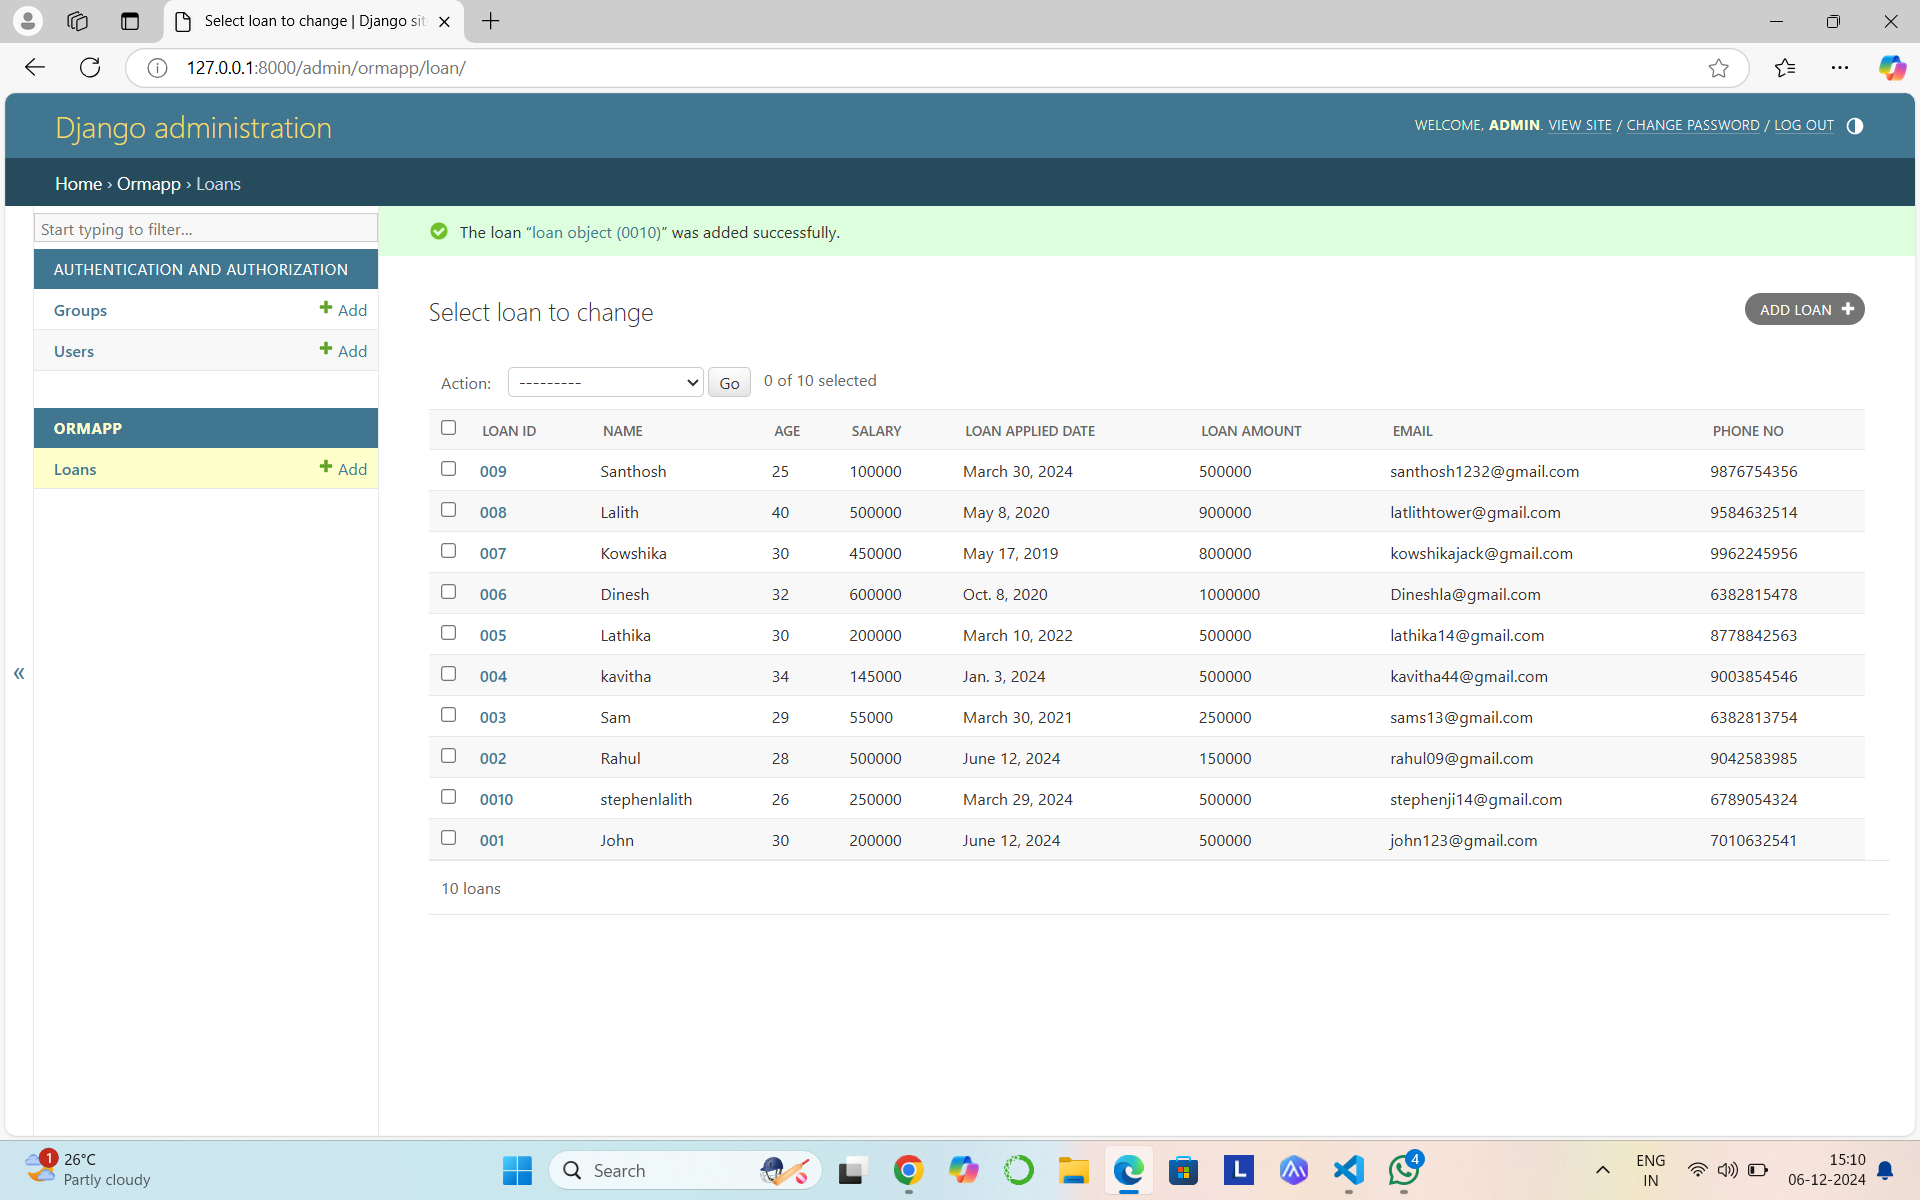 Select loan to change | Django sit
127.0.0.1:8000/admin/ormapp/loan/
Django administration
WELCOME, ADMIN. VIEW SITE / CHANGE PASSWORD / LOG OUT
Home › Ormapp › Loans
Start typing to filter...
AUTHENTICATION AND AUTHORIZATION
Groups + Add
Users + Add
ORMAPP
Loans + Add
«
The loan “loan object (0010)” was added successfully.
Select loan to change
ADD LOAN +
Action: --------- Go 0 of 10 selected
LOAN ID NAME AGE SALARY LOAN APPLIED DATE LOAN AMOUNT EMAIL PHONE NO
009 Santhosh 25 100000 March 30, 2024 500000 santhosh1232@gmail.com 9876754356
008 Lalith 40 500000 May 8, 2020 900000 latlithtower@gmail.com 9584632514
007 Kowshika 30 450000 May 17, 2019 800000 kowshikajack@gmail.com 9962245956
006 Dinesh 32 600000 Oct. 8, 2020 1000000 Dineshla@gmail.com 6382815478
005 Lathika 30 200000 March 10, 2022 500000 lathika14@gmail.com 8778842563
004 kavitha 34 145000 Jan. 3, 2024 500000 kavitha44@gmail.com 9003854546
003 Sam 29 55000 March 30, 2021 250000 sams13@gmail.com 6382813754
002 Rahul 28 500000 June 12, 2024 150000 rahul09@gmail.com 9042583985
0010 stephenlalith 26 250000 March 29, 2024 500000 stephenji14@gmail.com 6789054324
001 John 30 200000 June 12, 2024 500000 john123@gmail.com 7010632541
10 loans
1
26°C
Partly cloudy
Search
L
4
ENG
IN
15:10
06-12-2024